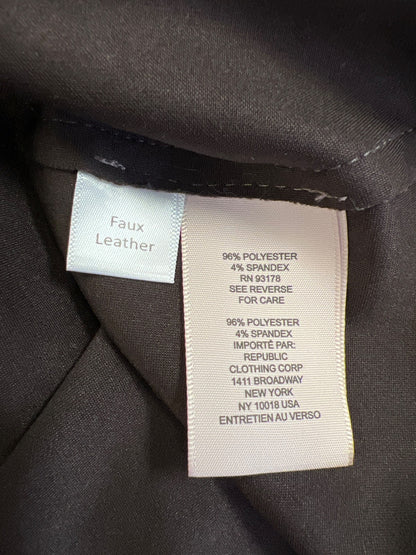 Faux
Leather
96% POLYESTER
4% SPANDEX
RN 93178
SEE REVERSE
FOR CARE
96% POLYESTER
4% SPANDEX
IMPORTÉ PAR:
REPUBLIC
CLOTHING CORP
1411 BROADWAY
NEW YORK
NY 10018 USA
ENTRETIEN AU VERSO